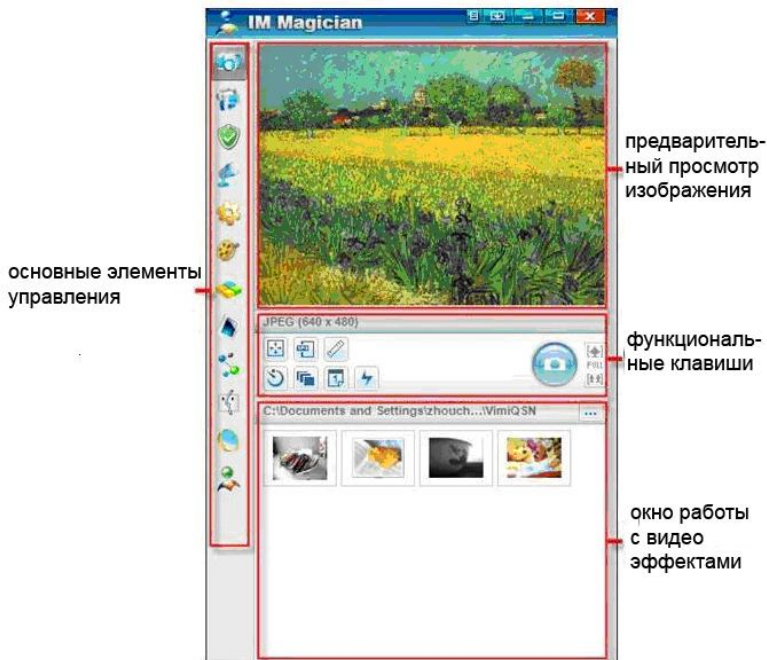 IM Magician
предваритель-
ный просмотр
изображения
основные элементы
управления
JPEG (640 x 480)
FULL
функциональ-
ные клавиши
C:\Documents and Settings\zhouch...\VimiQSN
...
окно работы
с видео
эффектами